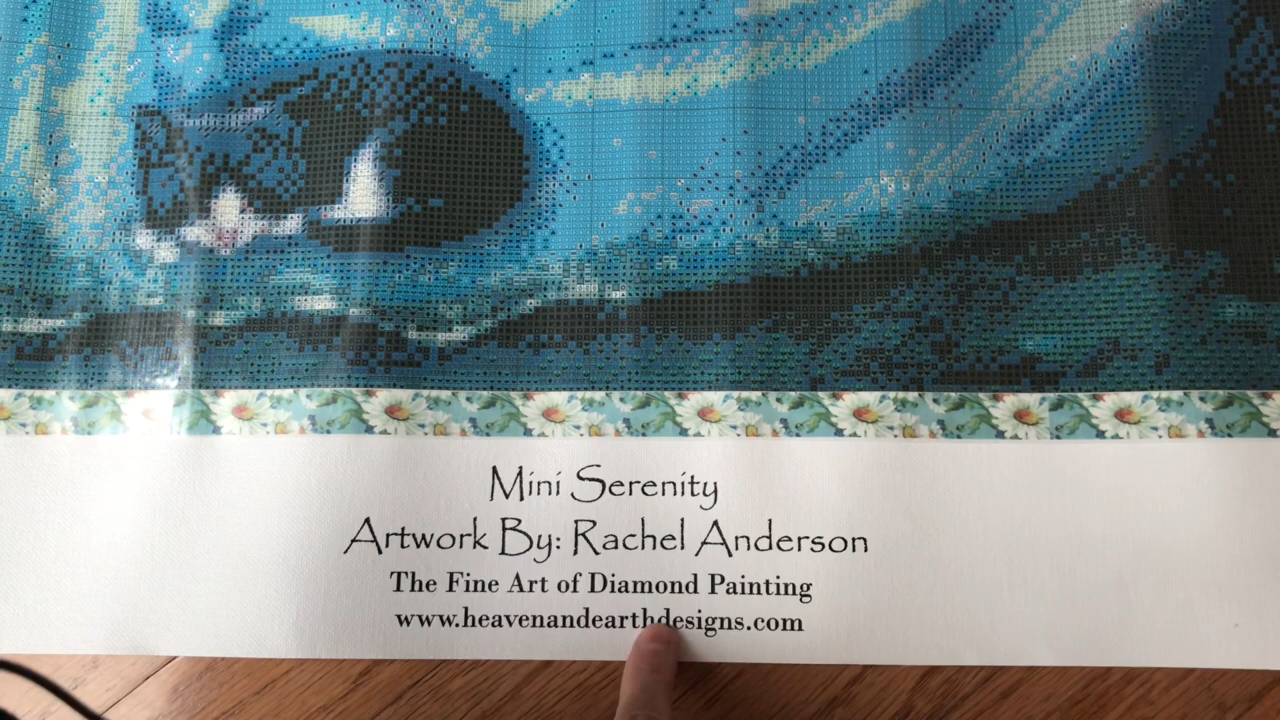 Mini Serenity
Artwork By: Rachel Anderson
The Fine Art of Diamond Painting
www.heavenandearthdesigns.com